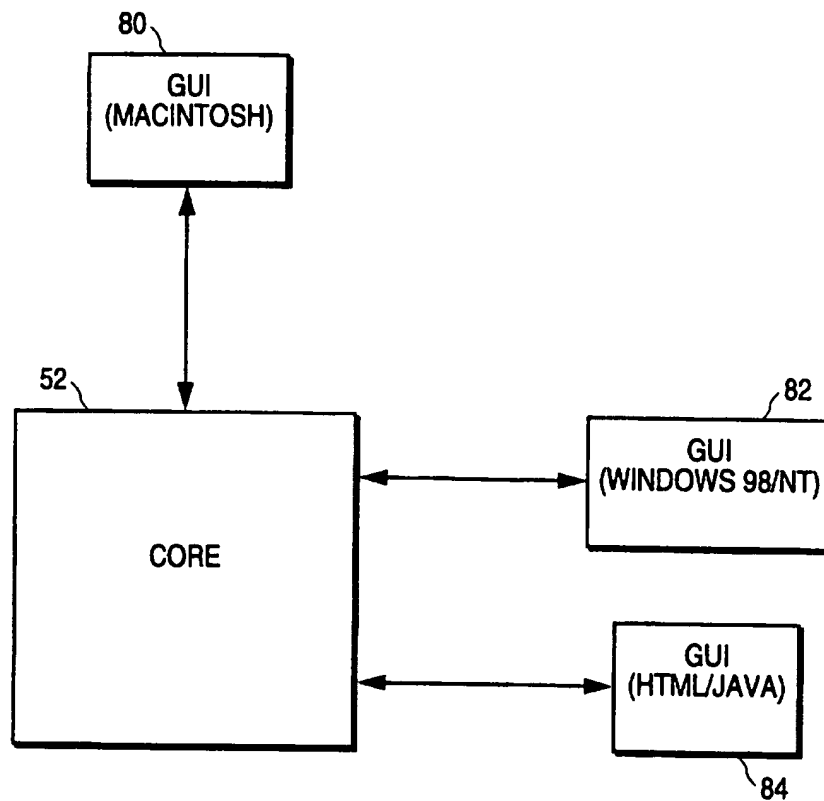 80
GUI
(MACINTOSH)
52
CORE
82
GUI
(WINDOWS 98/NT)
GUI
(HTML/JAVA)
84